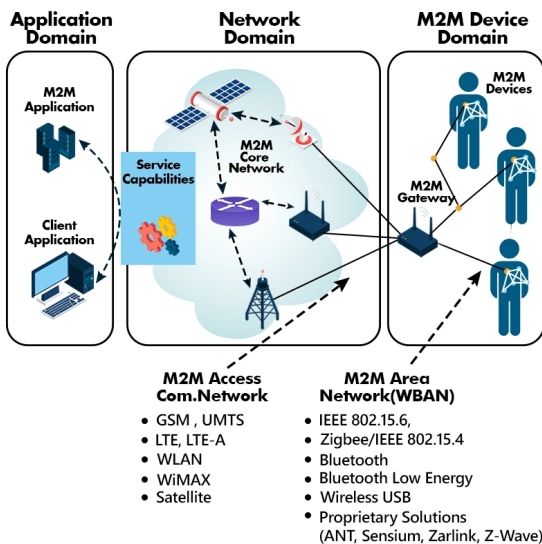 Application
Domain
Network
Domain
M2M Device
Domain
M2M
Application
Client
Application
Service
Capabilities
M2M
Core
Network
M2M
Gateway
M2M
Devices
M2M Access
Com.Network
• GSM , UMTS
• LTE, LTE-A
• WLAN
• WiMAX
• Satellite
M2M Area
Network(WBAN)
• IEEE 802.15.6,
• Zigbee/IEEE 802.15.4
• Bluetooth
• Bluetooth Low Energy
• Wireless USB
• Proprietary Solutions
(ANT, Sensium, Zarlink, Z-Wave)